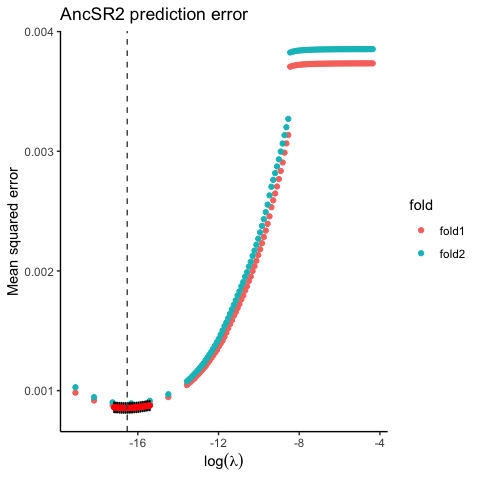 AncSR2 prediction error
0.004
0.003
0.002
0.001
Mean squared error
-16
-12
-8
-4
log(λ)
fold
fold1
fold2